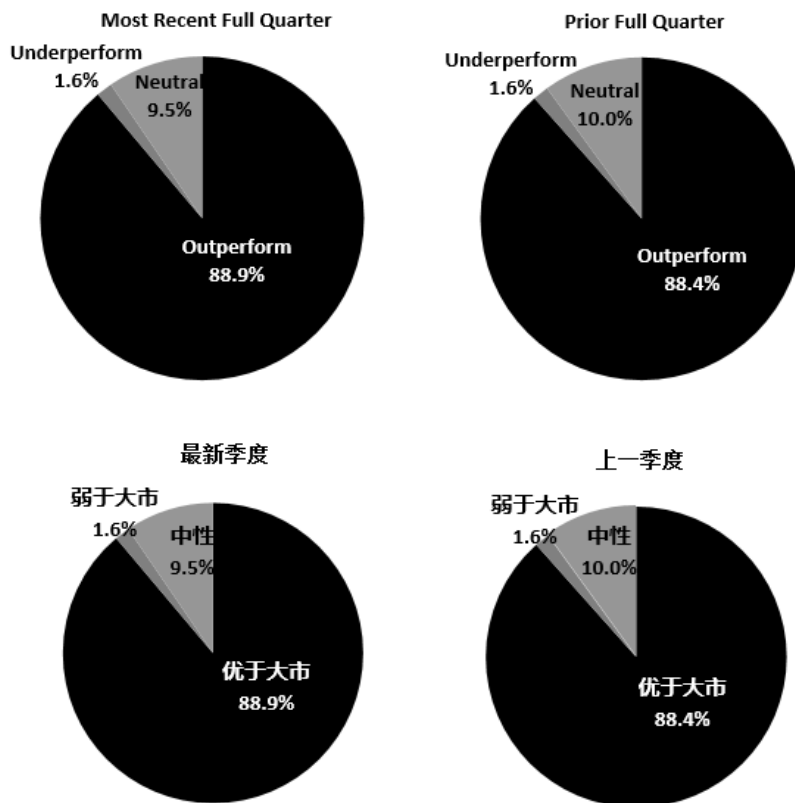 Most Recent Full Quarter
Underperform
1.6%
Neutral
9.5%
Outperform
88.9%
Prior Full Quarter
Underperform
1.6%
Neutral
10.0%
Outperform
88.4%
最新季度
弱于大市
1.6%
中性
9.5%
优于大市
88.9%
上一季度
弱于大市
1.6%
中性
10.0%
优于大市
88.4%